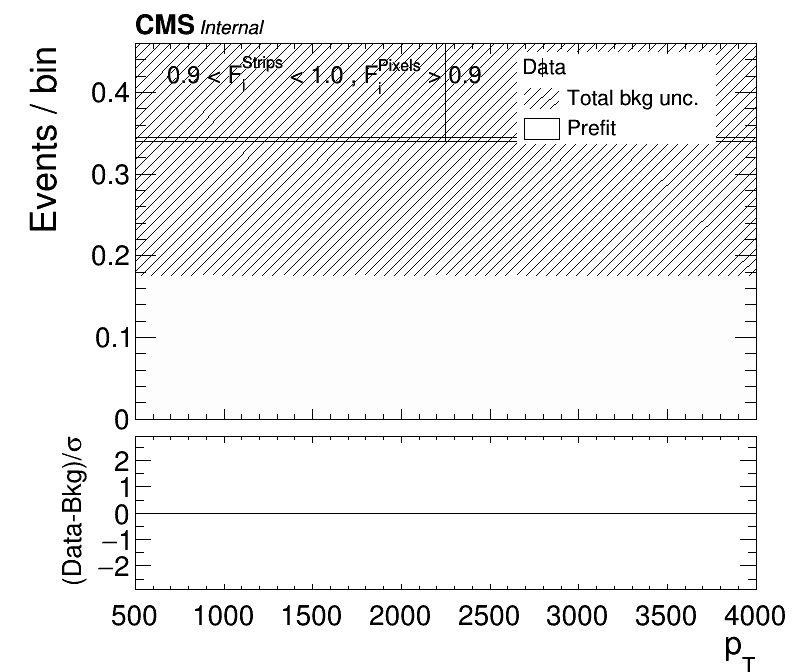 CMS Internal
0.9 < F_i^Strips < 1.0 , F_i^Pixels > 0.9
Data
Total bkg unc.
Prefit
Events / bin
0.4
0.3
0.2
0.1
0
(Data-Bkg)/σ
2
1
0
−1
−2
500 1000 1500 2000 2500 3000 3500 4000
p_T